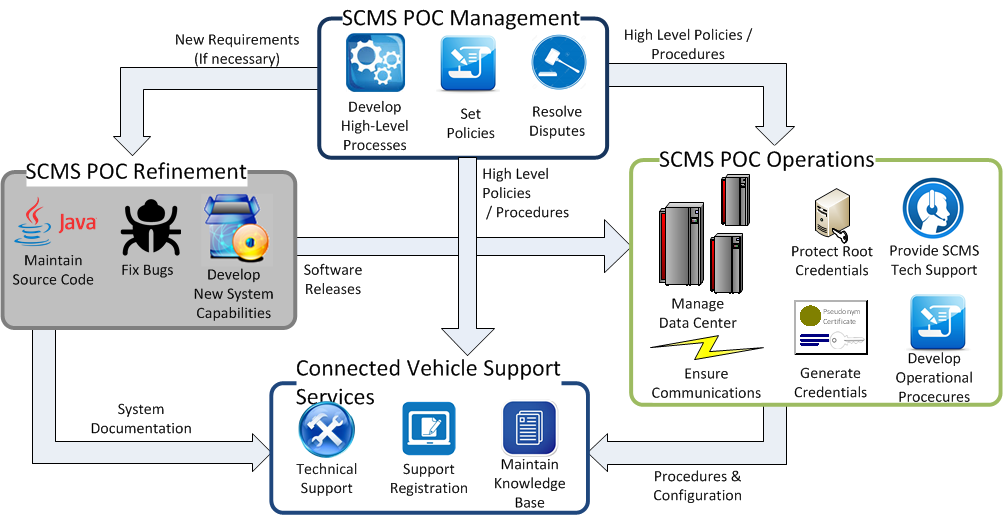 SCMS POC Management
New Requirements
(If necessary)
High Level Policies /
Procedures
Develop
High-Level
Processes
Set
Policies
Resolve
Disputes
SCMS POC Refinement
Java
Maintain
Source Code
Fix Bugs
Develop
New System
Capabilities
High Level
Policies
/ Procedures
Software
Releases
SCMS POC Operations
Manage
Data Center
Protect Root
Credentials
Provide SCMS
Tech Support
Ensure
Communications
Pseudonym
Certificate
Generate
Credentials
Develop
Operational
Procecures
System
Documentation
Connected Vehicle Support
Services
Technical
Support
Support
Registration
Maintain
Knowledge
Base
Procedures &
Configuration